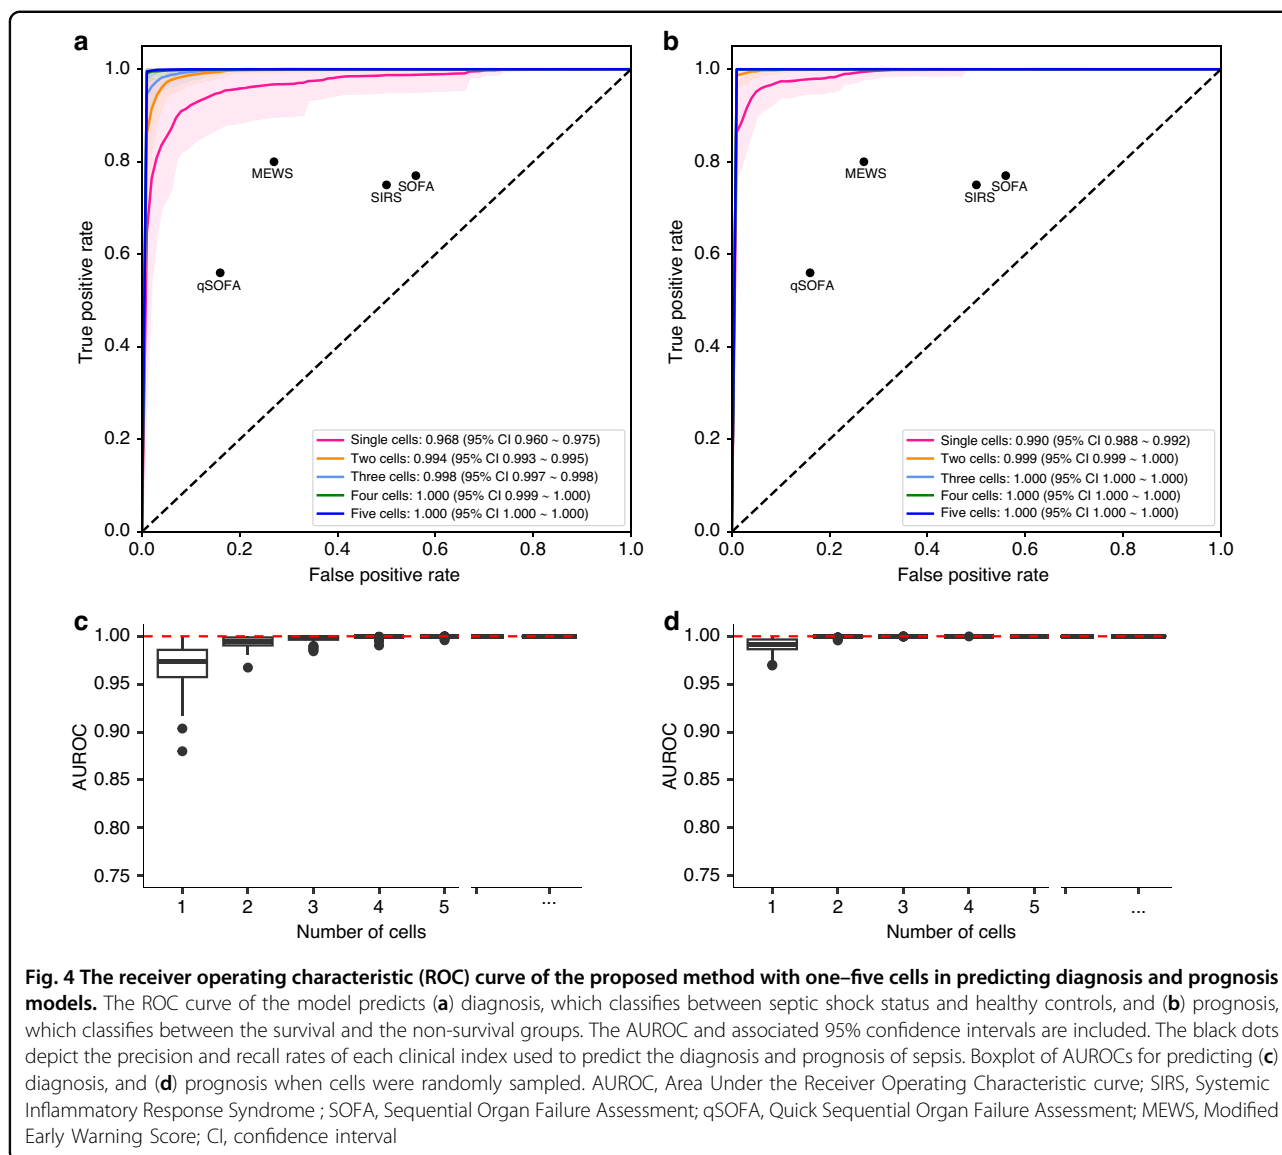 a
1.0
0.8
0.6
0.4
0.2
0.0
True positive rate
MEWS
SIRS
SOFA
qSOFA
Single cells: 0.968 (95% CI 0.960 ~ 0.975)
Two cells: 0.994 (95% CI 0.993 ~ 0.995)
Three cells: 0.998 (95% CI 0.997 ~ 0.998)
Four cells: 1.000 (95% CI 0.999 ~ 1.000)
Five cells: 1.000 (95% CI 1.000 ~ 1.000)
0.0 0.2 0.4 0.6 0.8 1.0
False positive rate
b
1.0
0.8
0.6
0.4
0.2
0.0
True positive rate
MEWS
SIRS
SOFA
qSOFA
Single cells: 0.990 (95% CI 0.988 ~ 0.992)
Two cells: 0.999 (95% CI 0.999 ~ 1.000)
Three cells: 1.000 (95% CI 1.000 ~ 1.000)
Four cells: 1.000 (95% CI 1.000 ~ 1.000)
Five cells: 1.000 (95% CI 1.000 ~ 1.000)
0.0 0.2 0.4 0.6 0.8 1.0
False positive rate
c
1.00
0.95
0.90
0.85
0.80
0.75
AUROC
1 2 3 4 5 ...
Number of cells
d
1.00
0.95
0.90
0.85
0.80
0.75
AUROC
1 2 3 4 5 ...
Number of cells
Fig. 4 The receiver operating characteristic (ROC) curve of the proposed method with one–five cells in predicting diagnosis and prognosis
models. The ROC curve of the model predicts (a) diagnosis, which classifies between septic shock status and healthy controls, and (b) prognosis,
which classifies between the survival and the non-survival groups. The AUROC and associated 95% confidence intervals are included. The black dots
depict the precision and recall rates of each clinical index used to predict the diagnosis and prognosis of sepsis. Boxplot of AUROCs for predicting (c)
diagnosis, and (d) prognosis when cells were randomly sampled. AUROC, Area Under the Receiver Operating Characteristic curve; SIRS, Systemic
Inflammatory Response Syndrome ; SOFA, Sequential Organ Failure Assessment; qSOFA, Quick Sequential Organ Failure Assessment; MEWS, Modified
Early Warning Score; CI, confidence interval